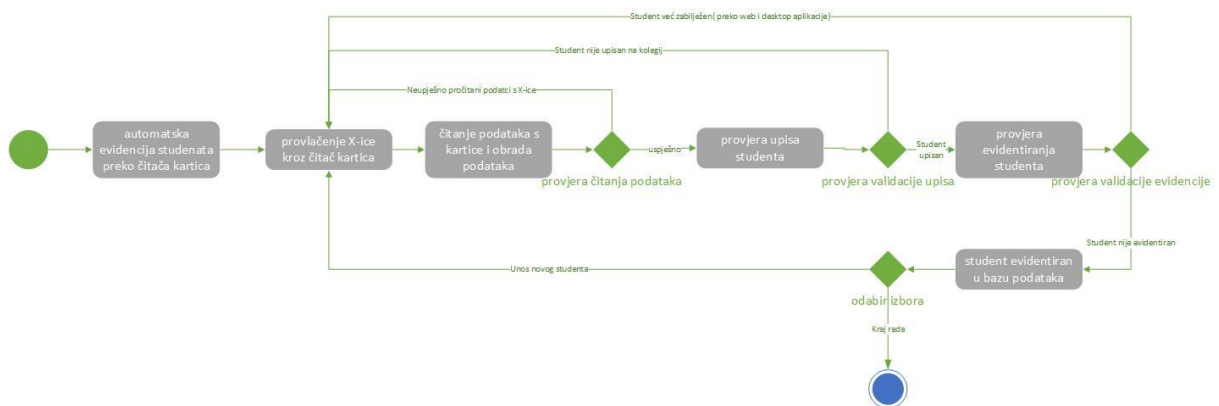 Student već zabilježen( preko web i desktop aplikacije)
Student nije upisan na kolegij
Neupješno pročitani podatci s X-ice
automatska
evidencija studenata
preko čitača kartica
provlačenje X-ice
kroz čitač kartica
čitanje podataka s
kartice i obrada
podataka
uspješno
provjera upisa
studenta
Student
upisan
provjera
evidentiranja
studenta
provjera čitanja podataka
provjera validacije upisa
provjera validacije evidencije
Student nije evidentiran
student evidentiran
u bazu podataka
Unos novog studenta
odabir izbora
Kraj rada